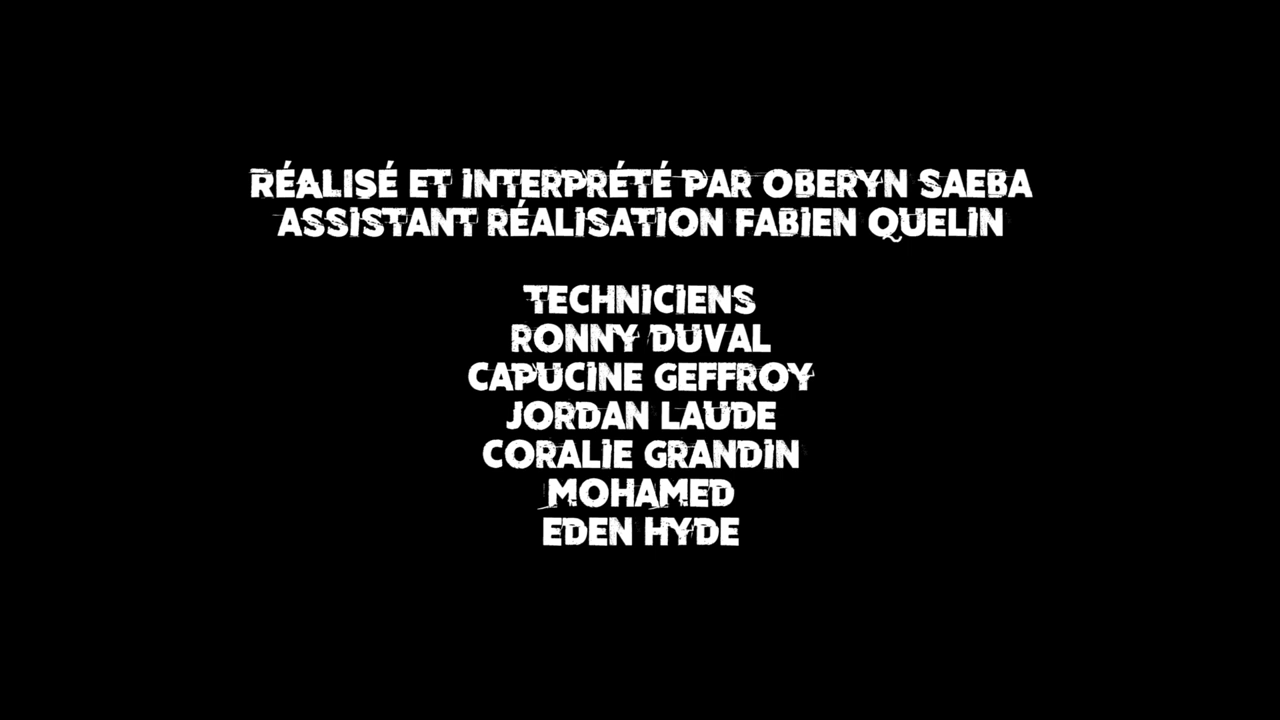 RÉALISÉ ET INTERPRÉTÉ PAR OBERYN SAEBA
ASSISTANT RÉALISATION FABIEN QUELIN
TECHNICIENS
RONNY DUVAL
CAPUCINE GEFFROY
JORDAN LAUDE
CORALIE GRANDIN
MOHAMED
EDEN HYDE